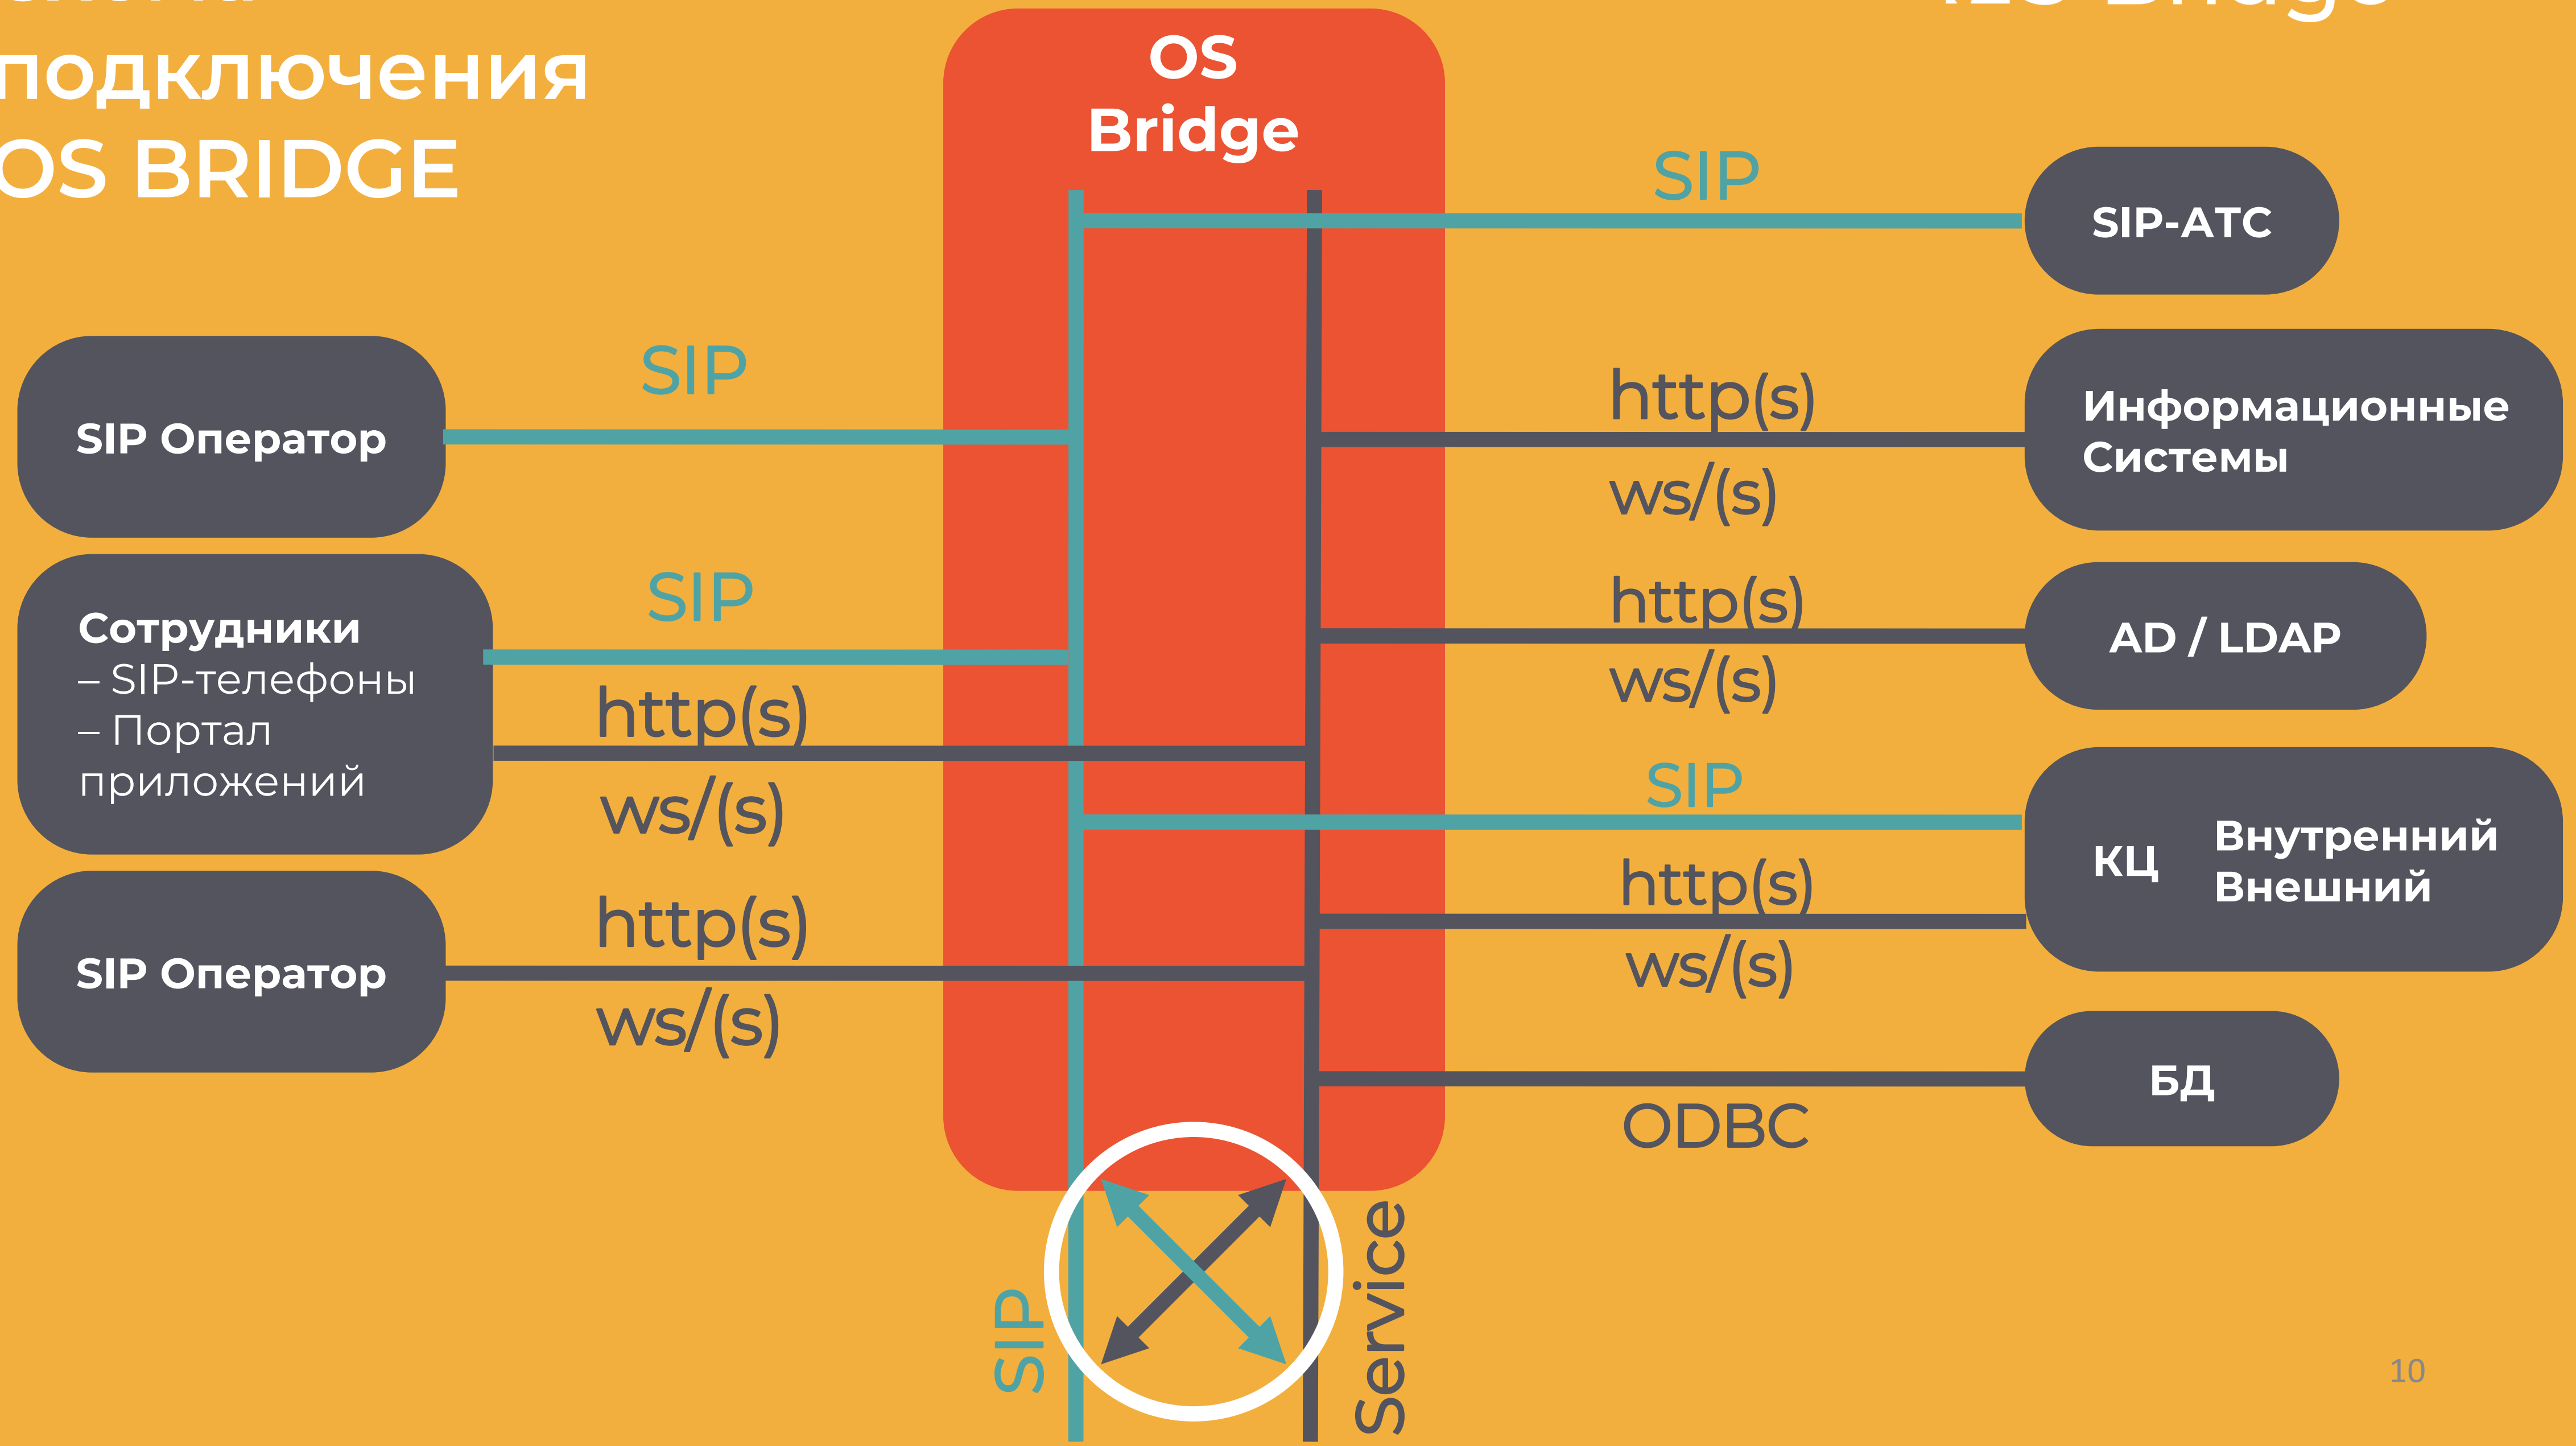 подключения
OS BRIDGE
Bridge
OS
Bridge
SIP
SIP-АТС
SIP
SIP Оператор
http(s)
ws/(s)
Информационные
Системы
SIP
Сотрудники
– SIP-телефоны
– Портал
приложений
http(s)
ws/(s)
http(s)
ws/(s)
AD / LDAP
SIP
http(s)
ws/(s)
КЦ
Внутренний
Внешний
SIP Оператор
http(s)
ws/(s)
ODBC
БД
SIP
Service
10